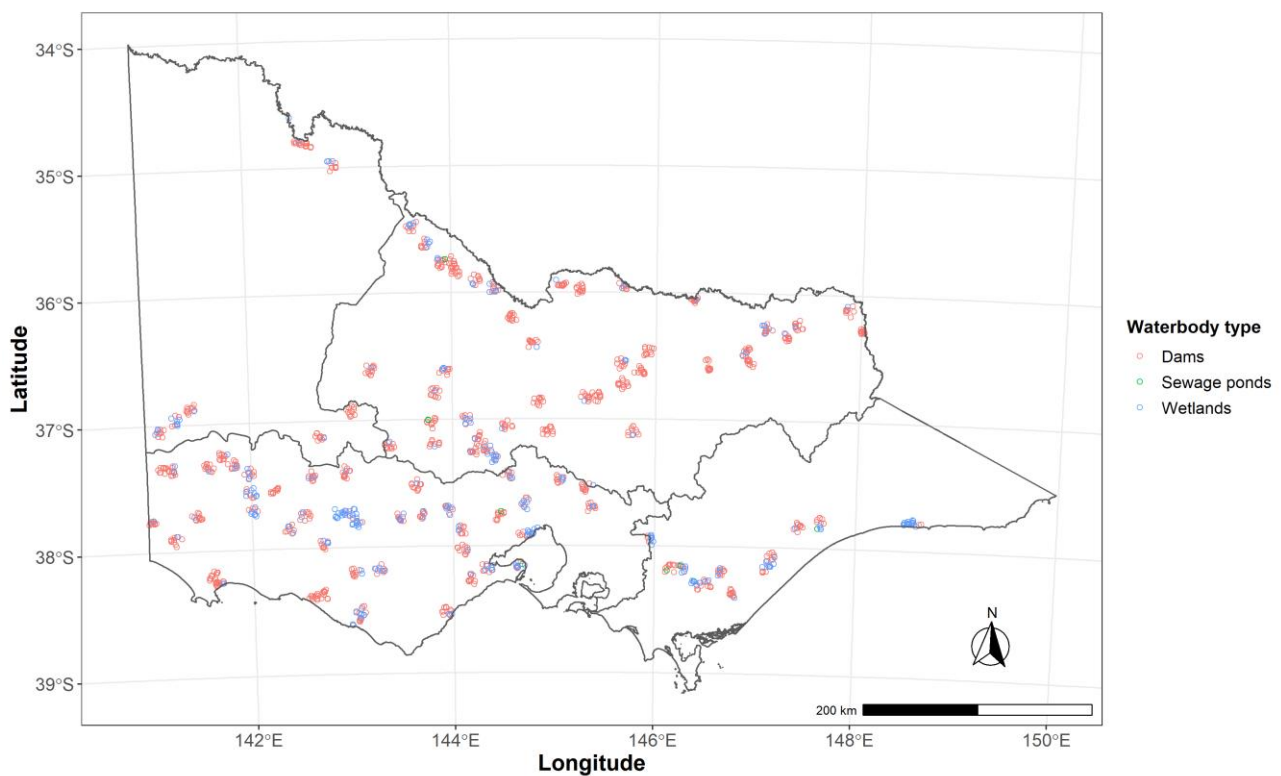 34°S
35°S
36°S
37°S
38°S
39°S
Latitude
142°E
144°E
146°E
148°E
150°E
Longitude
N
200 km
Waterbody type
Dams
Sewage ponds
Wetlands